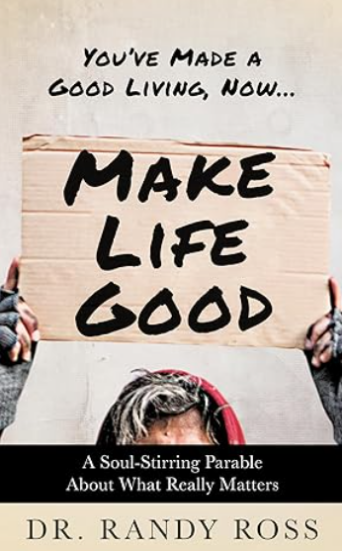 You've Made a
Good Living, Now...
Make
Life
Good
A Soul-Stirring Parable
About What Really Matters
DR. RANDY ROSS